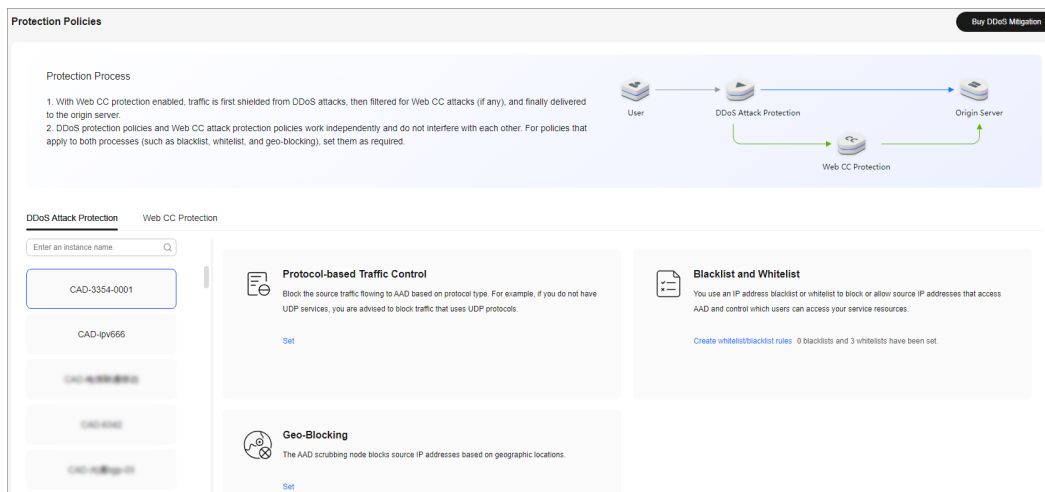 Protection Policies
Buy DDoS Mitigation
Protection Process
1. With Web CC protection enabled, traffic is first shielded from DDoS attacks, then filtered for Web CC attacks (if any), and finally delivered
to the origin server.
2. DDoS protection policies and Web CC attack protection policies work independently and do not interfere with each other. For policies that
apply to both processes (such as blacklist, whitelist, and geo-blocking), set them as required.
User
DDoS Attack Protection
Origin Server
CC
Web CC Protection
DDoS Attack Protection
Web CC Protection
Enter an instance name.
CAD-3354-0001
CAD-ipv666
Protocol-based Traffic Control
Block the source traffic flowing to AAD based on protocol type. For example, if you do not have
UDP services, you are advised to block traffic that uses UDP protocols.
Set
Blacklist and Whitelist
You use an IP address blacklist or whitelist to block or allow source IP addresses that access
AAD and control which users can access your service resources.
Create whitelist/blacklist rules 0 blacklists and 3 whitelists have been set.
Geo-Blocking
The AAD scrubbing node blocks source IP addresses based on geographic locations.
Set